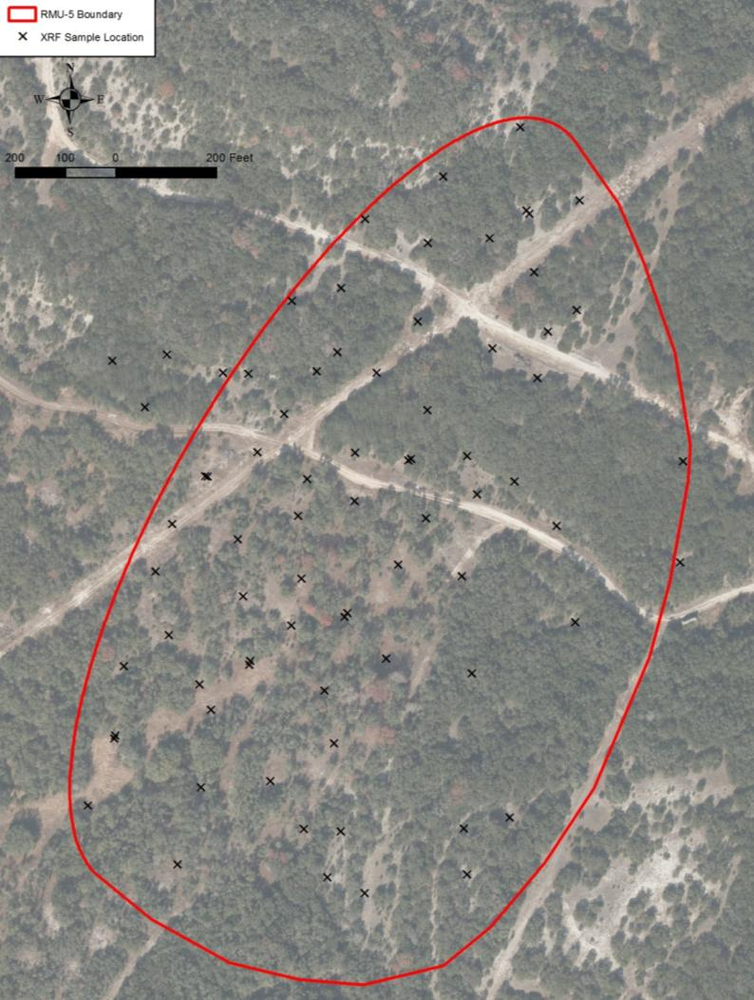 RMU-5 Boundary
XRF Sample Location
N
W E
S
200 100 0 200 Feet